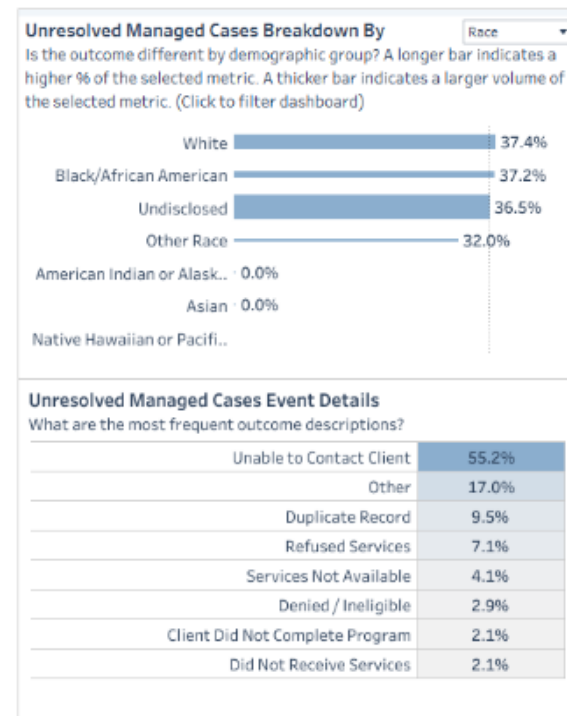 Unresolved Managed Cases Breakdown By Race
Is the outcome different by demographic group? A longer bar indicates a
higher % of the selected metric. A thicker bar indicates a larger volume of
the selected metric. (Click to filter dashboard)
White 37.4%
Black/African American 37.2%
Undisclosed 36.5%
Other Race 32.0%
American Indian or Alask.. 0.0%
Asian 0.0%
Native Hawaiian or Pacifi..
Unresolved Managed Cases Event Details
What are the most frequent outcome descriptions?
Unable to Contact Client 55.2%
Other 17.0%
Duplicate Record 9.5%
Refused Services 7.1%
Services Not Available 4.1%
Denied / Ineligible 2.9%
Client Did Not Complete Program 2.1%
Did Not Receive Services 2.1%